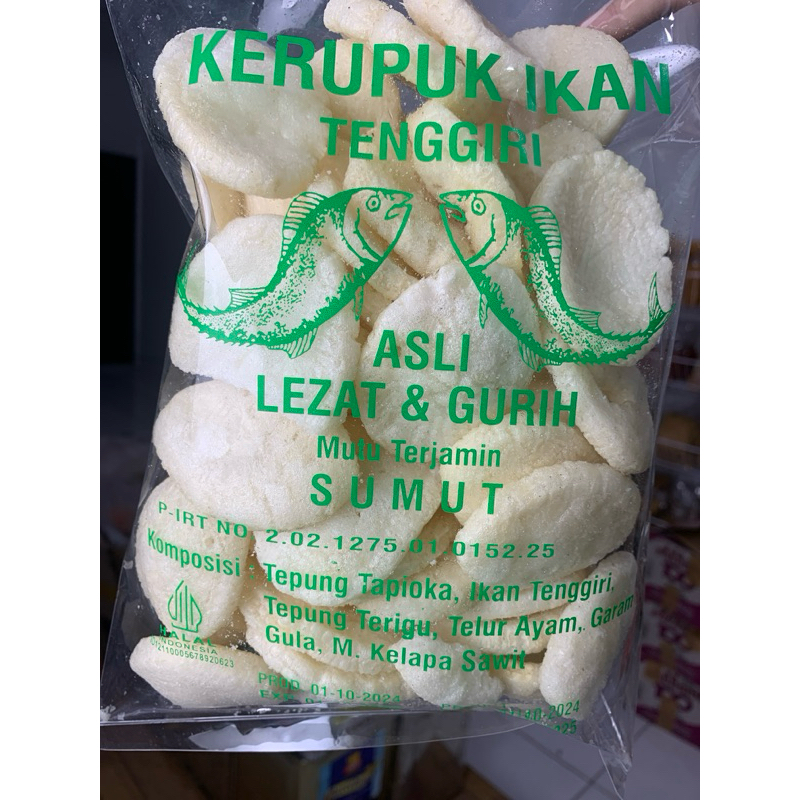 KERUPUK IKAN
TENGGIRI
ASLI
LEZAT & GURIH
Mutu Terjamin
SUMUT
P-IRT NO. 2.02.1275.01.0152.25
Komposisi : Tepung Tapioka, Ikan Tenggiri,
Tepung Terigu, Telur Ayam, Garam
Gula, M. Kelapa Sawit
HALAL
INDONESIA
ID12110005678920623
PROD. 01-10-2024